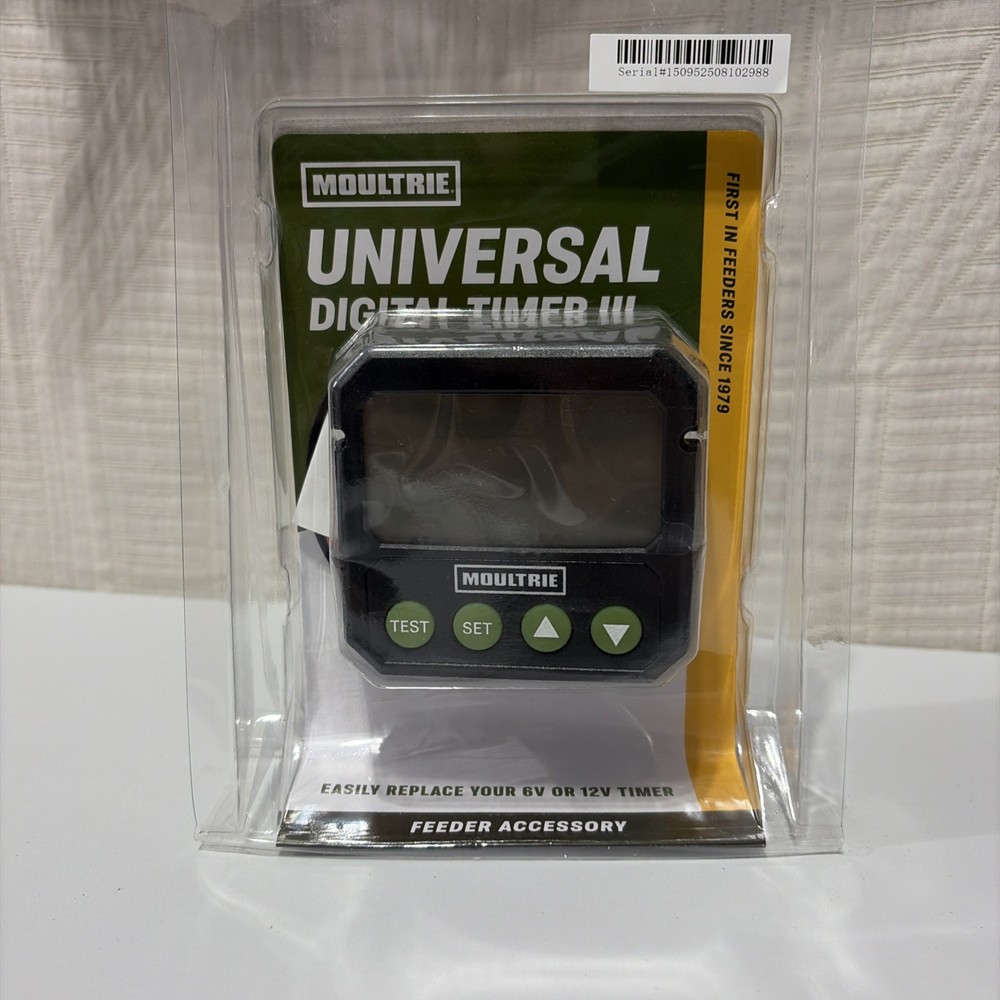 Serial#150952508102988
MOULTRIE
UNIVERSAL
DIGITAL TIMER III
FIRST IN FEEDERS SINCE 1979
MOULTRIE
TEST SET
EASILY REPLACE YOUR 6V OR 12V TIMER
FEEDER ACCESSORY